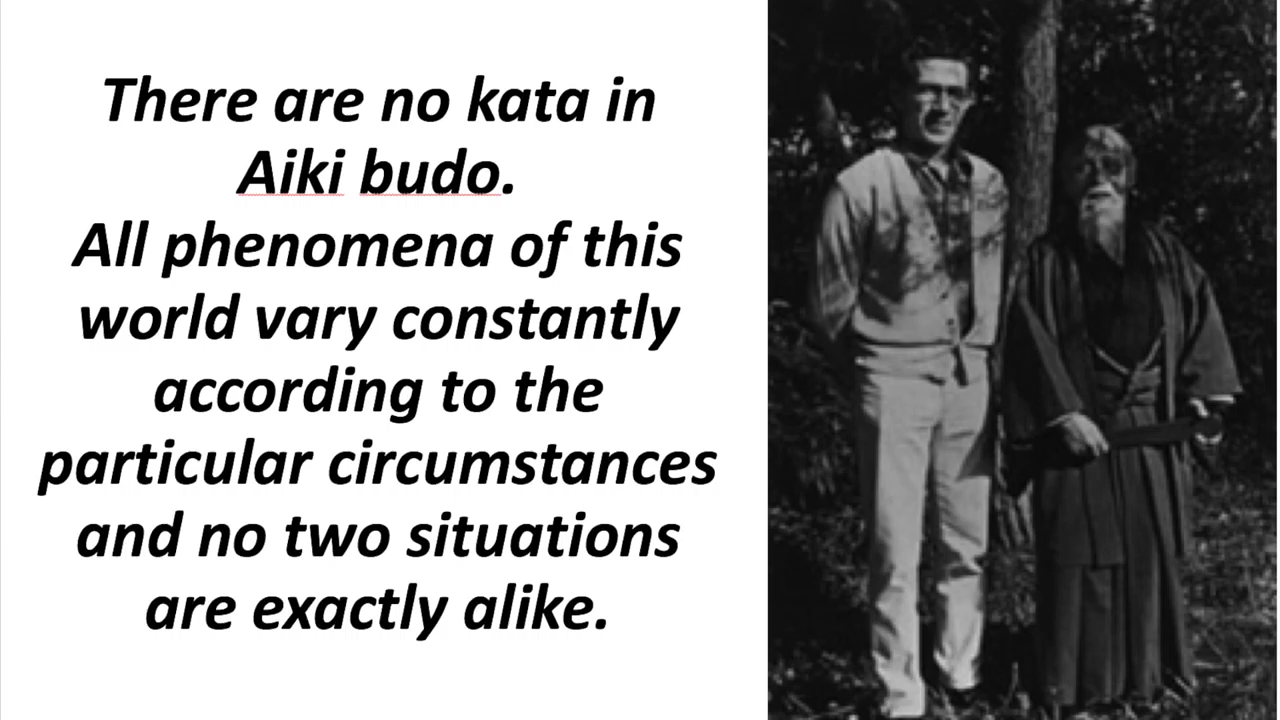 There are no kata in
Aiki budo.
All phenomena of this
world vary constantly
according to the
particular circumstances
and no two situations
are exactly alike.